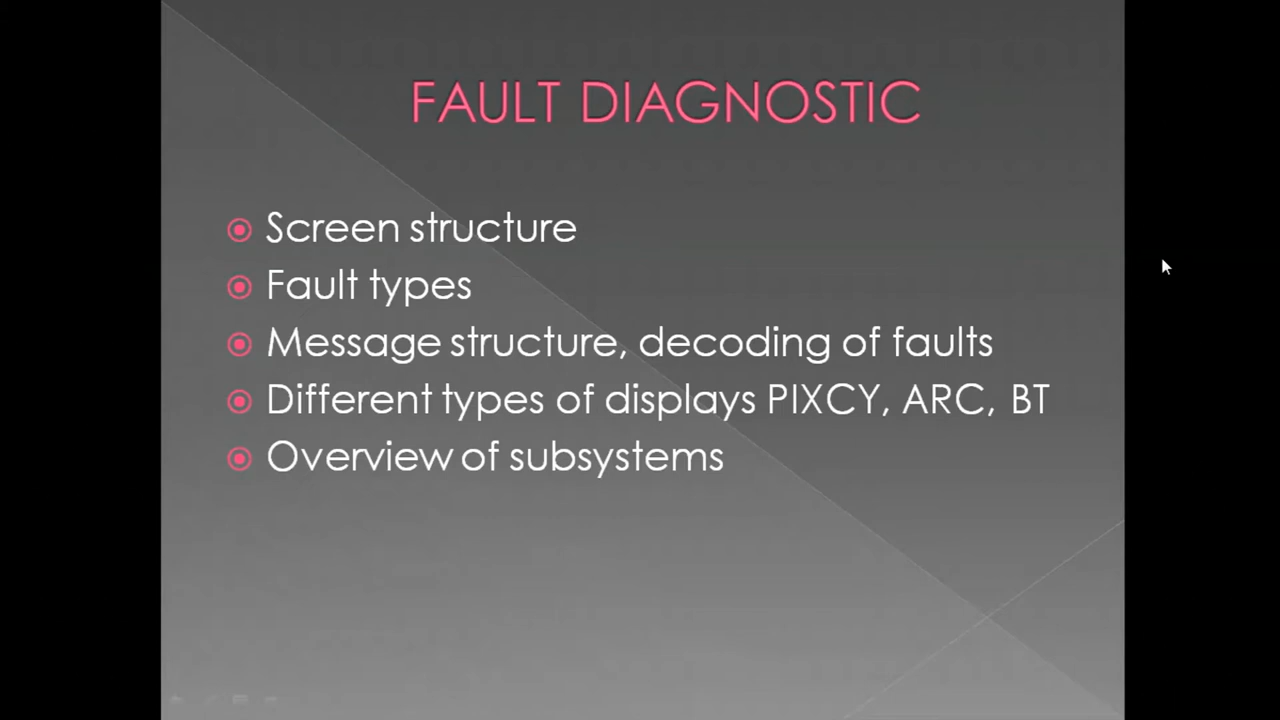 FAULT DIAGNOSTIC
Screen structure
Fault types
Message structure, decoding of faults
Different types of displays PIXCY, ARC, BT
Overview of subsystems